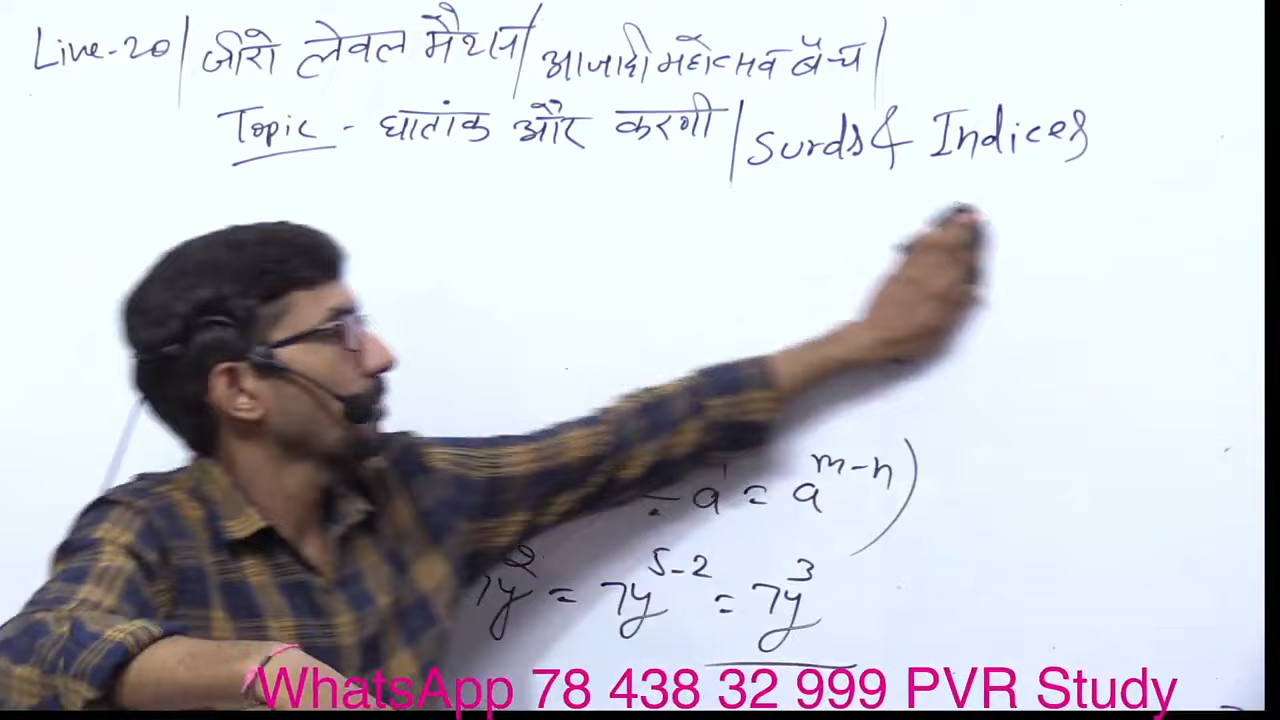 Live-20 | जीरो लेवल मैथ्स / आजादी महोत्सव बैच /
Topic - घातांक और करणी / Surds & Indices
÷ a = a^{m-n})
7y^2 = 7y^{5-2} = 7y^3
WhatsApp 78 438 32 999 PVR Study